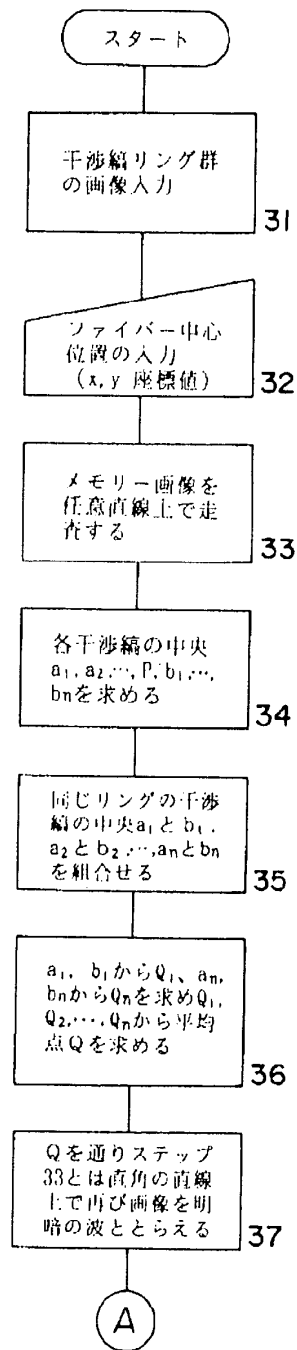 スタート
干渉縞リング群
の画像入力
31
ファイバー中心
位置の入力
(x,y 座標値)
32
メモリー画像を
任意直線上で走
査する
33
各干渉縞の中央
a₁,a₂…,P,b₁…,
bnを求める
34
同じリングの干渉
縞の中央a₁とb₁,
a₂とb₂…,anとbn
を組合せる
35
a₁, b₁からQ₁、an,
bnからQnを求めQ₁,
Q₂,…,Qnから平均
点Qを求める
36
Qを通りステップ
33とは直角の直線
上で再び画像を明
暗の波ととらえる
37
A